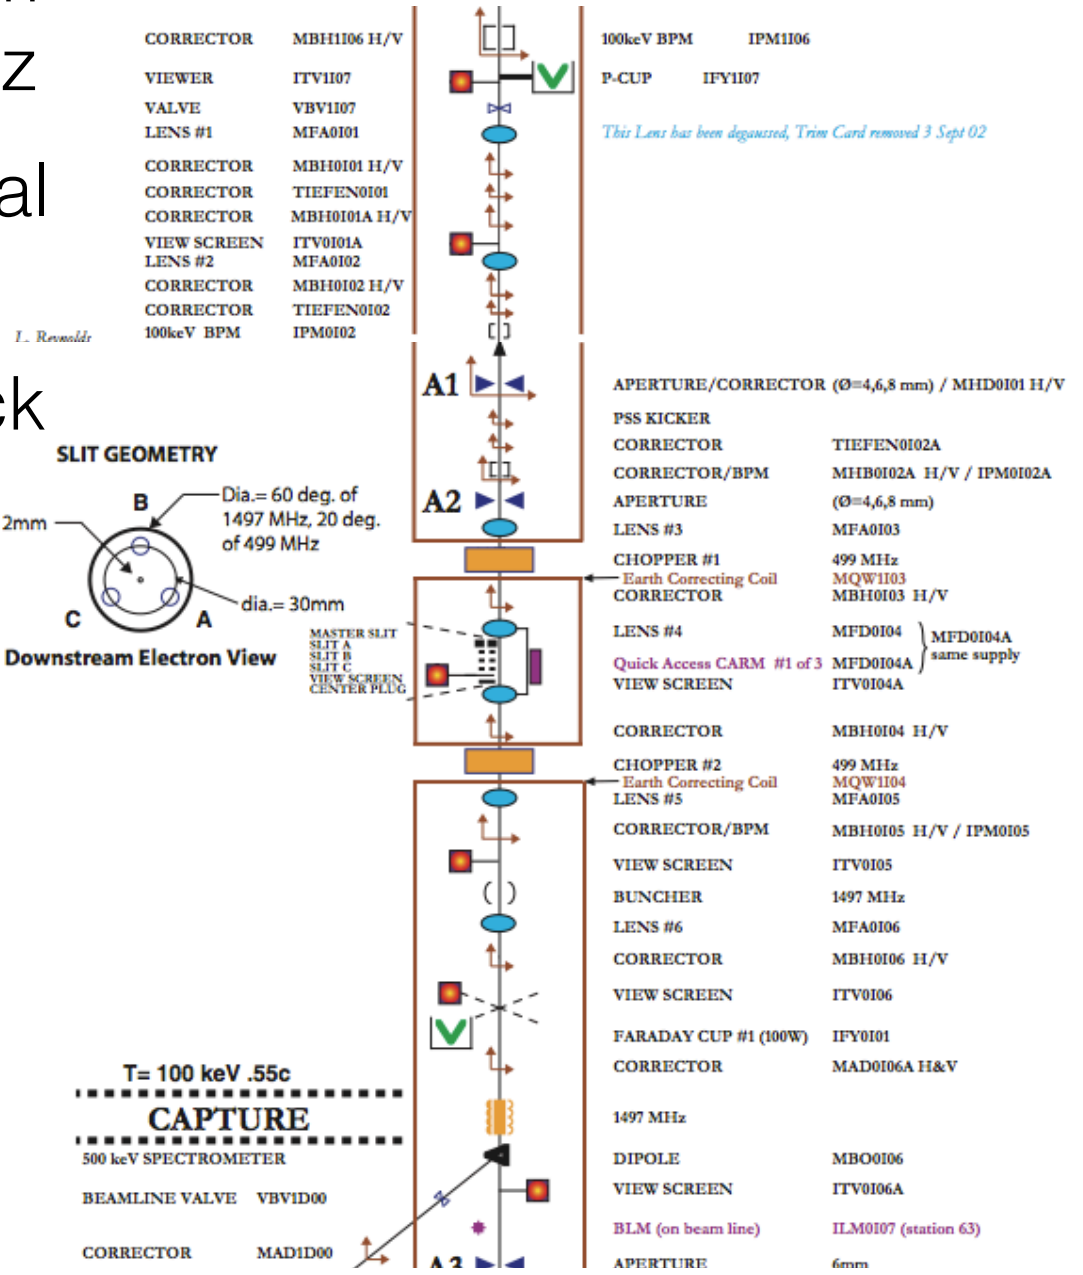 z
al
ck
CORRECTOR MBH1I06 H/V
100keV BPM IPM1I06
VIEWER ITV1I07
P-CUP IFY1I07
VALVE VBV1I07
LENS #1 MFA0I01
This Lens has been degaussed, Trim Card removed 3 Sept 02
CORRECTOR MBH0I01 H/V
CORRECTOR TIEFEN0I01
CORRECTOR MBH0I01A H/V
VIEW SCREEN ITV0I01A
LENS #2 MFA0I02
CORRECTOR MBH0I02 H/V
CORRECTOR TIEFEN0I02
100keV BPM IPM0I02
L. Reynolds
A1
APERTURE/CORRECTOR (Ø=4,6,8 mm) / MHD0I01 H/V
PSS KICKER
CORRECTOR TIEFEN0I02A
CORRECTOR/BPM MHB0I02A H/V / IPM0I02A
A2
APERTURE (Ø=4,6,8 mm)
LENS #3 MFA0I03
SLIT GEOMETRY
B
Dia.= 60 deg. of
1497 MHz, 20 deg.
of 499 MHz
2mm
dia.= 30mm
C
A
Downstream Electron View
CHOPPER #1 499 MHz
Earth Correcting Coil MQW1I03
CORRECTOR MBH0I03 H/V
MASTER SLIT
SLIT A
SLIT B
SLIT C
VIEW SCREEN
CENTER PLUG
LENS #4 MFD0I04
MFD0I04A
same supply
Quick Access CARM #1 of 3 MFD0I04A
VIEW SCREEN ITV0I04A
CORRECTOR MBH0I04 H/V
CHOPPER #2 499 MHz
Earth Correcting Coil MQW1I04
LENS #5 MFA0I05
CORRECTOR/BPM MBH0I05 H/V / IPM0I05
VIEW SCREEN ITV0I05
BUNCHER 1497 MHz
LENS #6 MFA0I06
CORRECTOR MBH0I06 H/V
VIEW SCREEN ITV0I06
FARADAY CUP #1 (100W) IFY0I01
CORRECTOR MAD0I06A H&V
T= 100 keV .55c
CAPTURE
1497 MHz
500 keV SPECTROMETER
DIPOLE MBO0I06
VIEW SCREEN ITV0I06A
BEAMLINE VALVE VBV1D00
BLM (on beam line) ILM0I07 (station 63)
CORRECTOR MAD1D00
A3
APERTURE 6mm